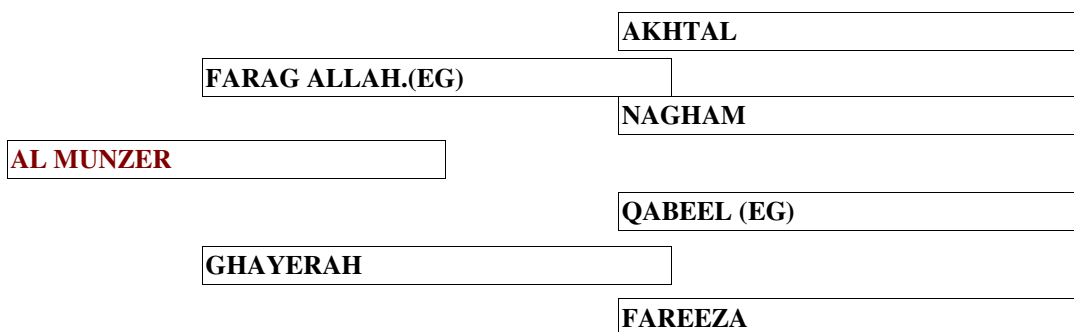 AKHTAL
FARAG ALLAH.(EG)
NAGHAM
AL MUNZER
QABEEL (EG)
GHAYERAH
FAREEZA